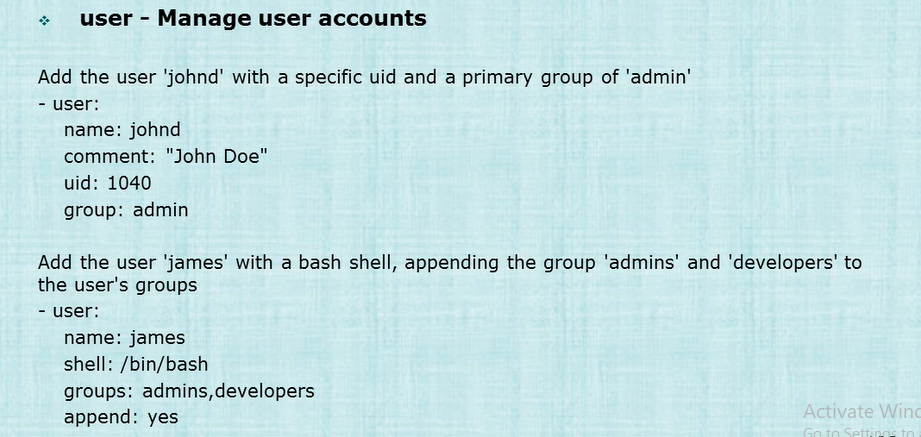 ❖ user - Manage user accounts
Add the user 'johnd' with a specific uid and a primary group of 'admin'
- user:
name: johnd
comment: "John Doe"
uid: 1040
group: admin
Add the user 'james' with a bash shell, appending the group 'admins' and 'developers' to
the user's groups
- user:
name: james
shell: /bin/bash
groups: admins,developers
append: yes
Activate Wind
Go to Settings to